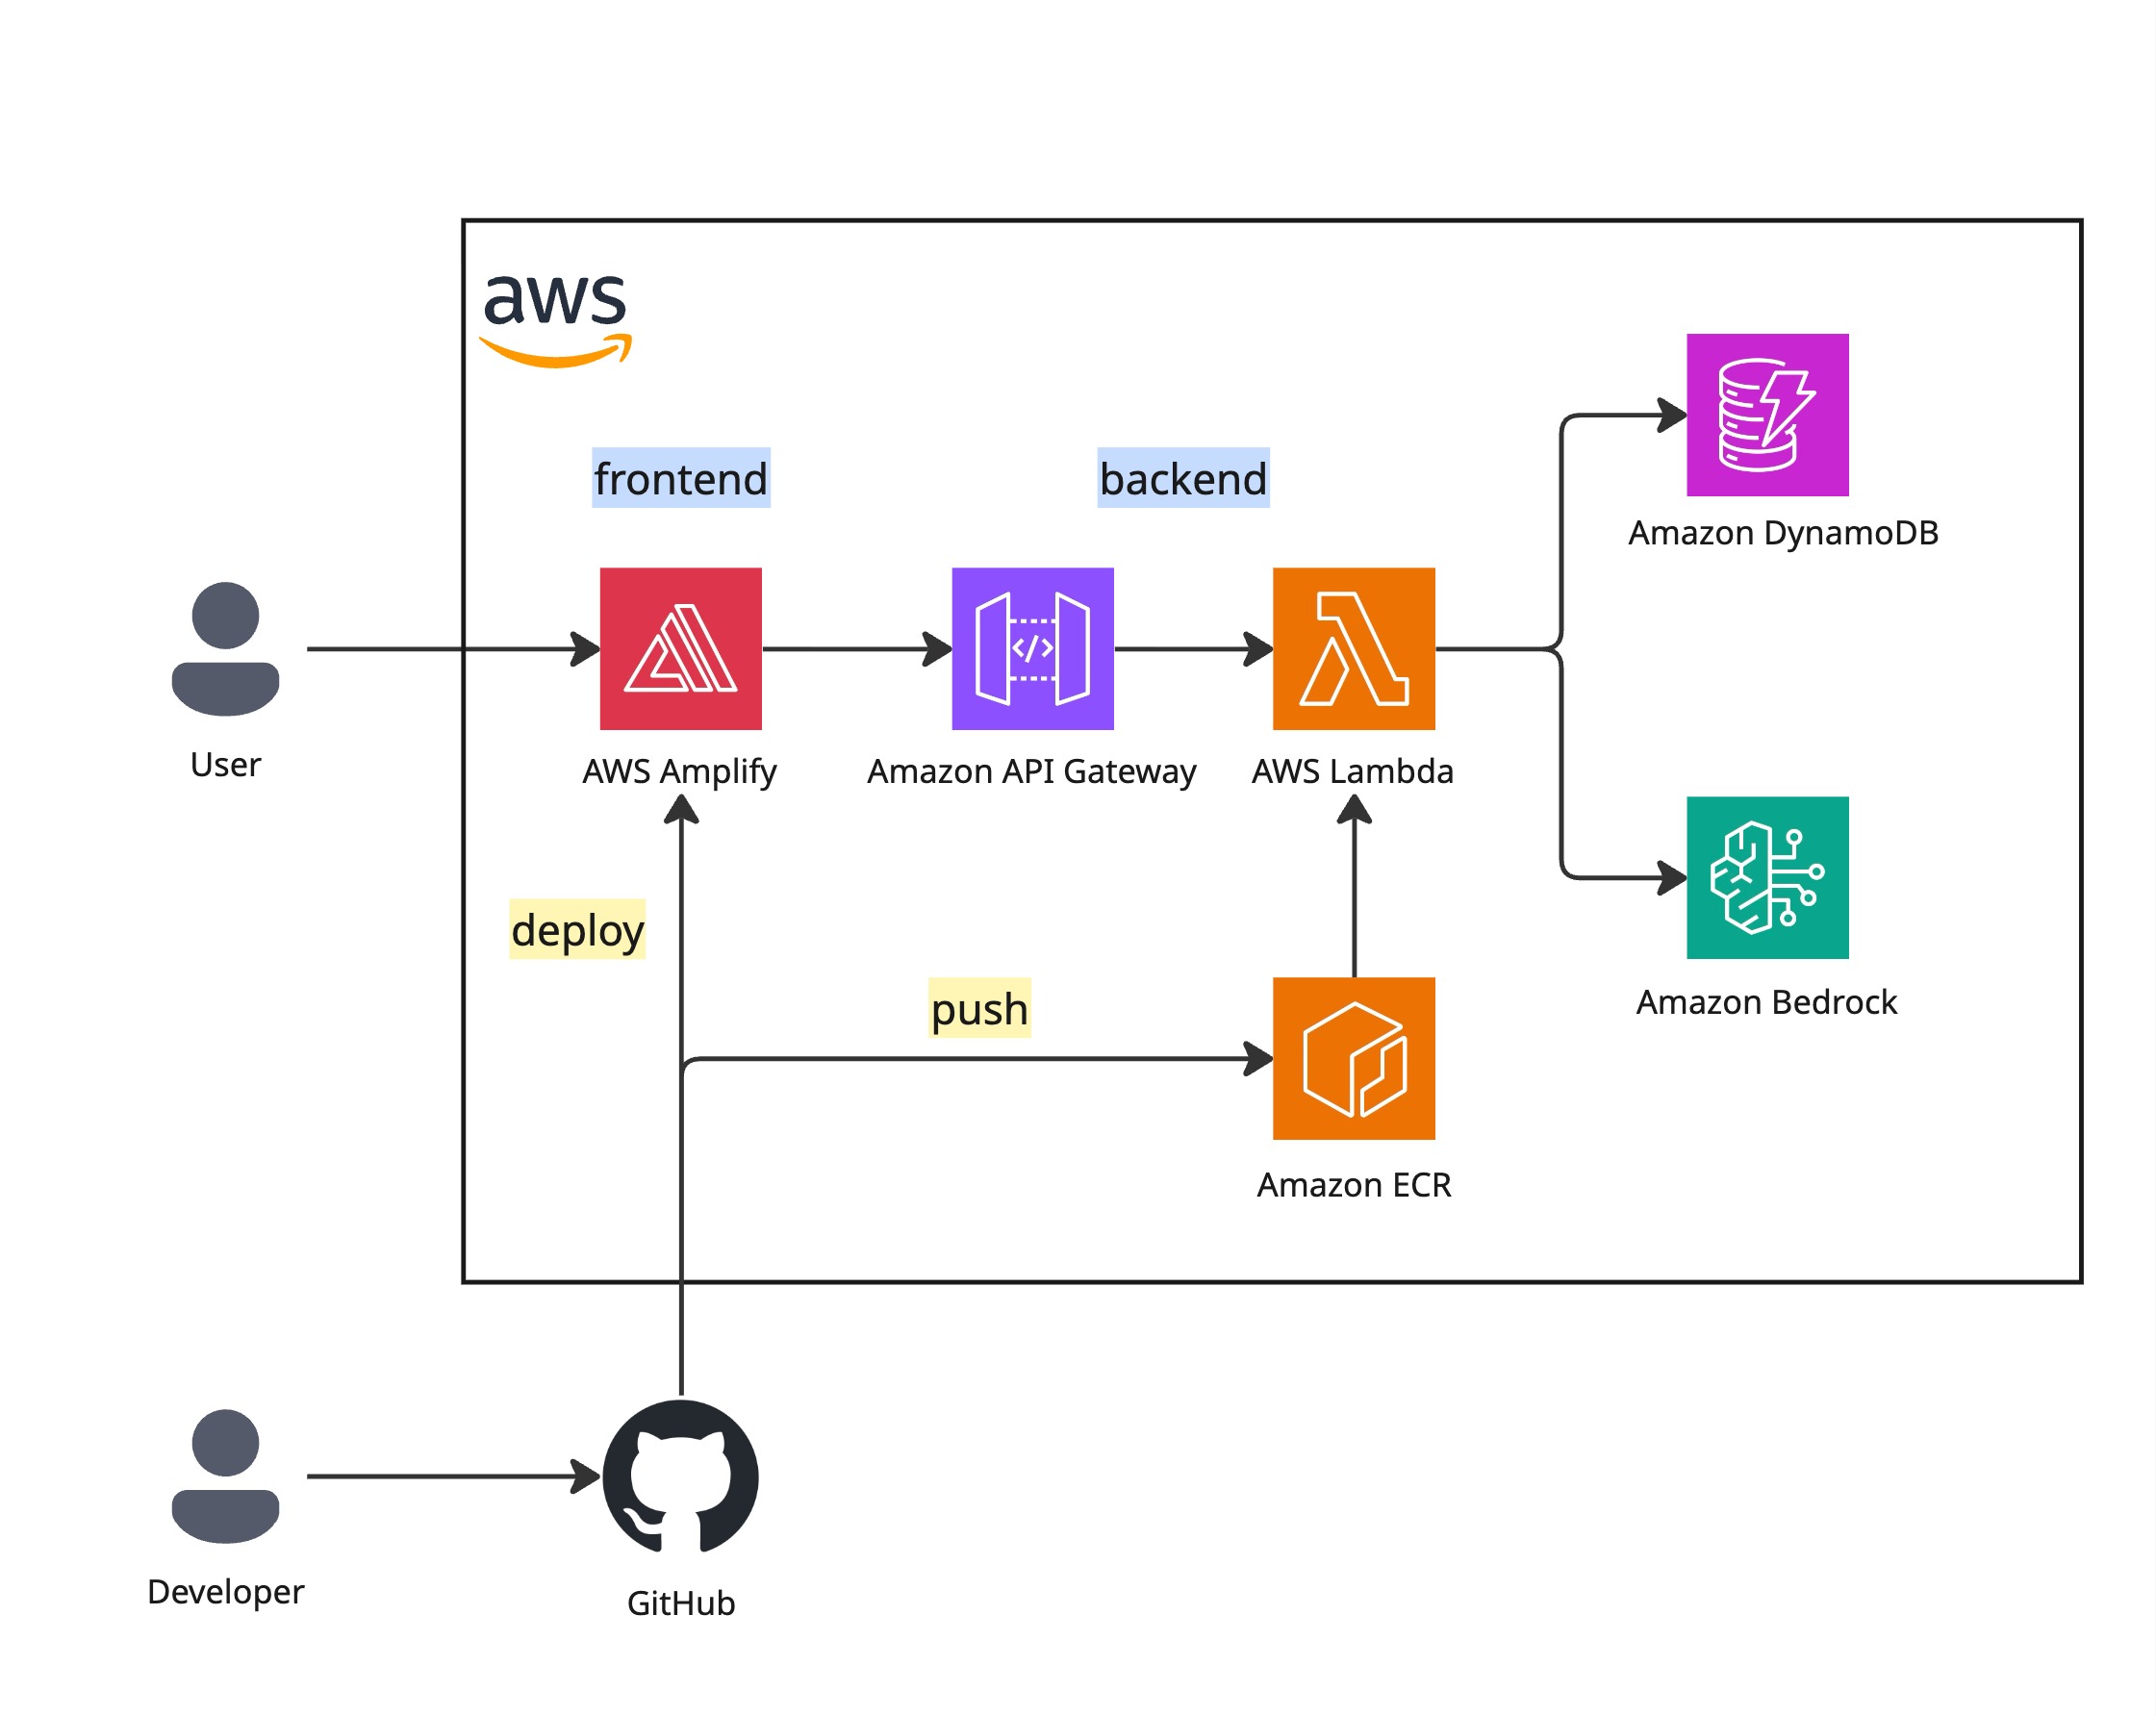 aws
frontend
backend
Amazon DynamoDB
User
AWS Amplify
Amazon API Gateway
AWS Lambda
deploy
push
Amazon Bedrock
Amazon ECR
Developer
GitHub